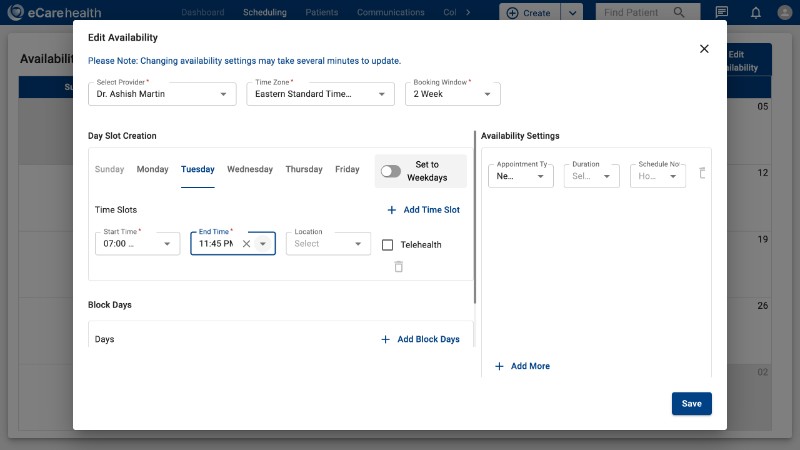 eCarehealth
Dashboard Scheduling Patients Communications Col
Create
Find Patient
Availabilit
Edit
ilability
Su
05
12
19
26
02
Edit Availability
Please Note: Changing availability settings may take several minutes to update.
Select Provider * Time Zone * Booking Window *
Dr. Ashish Martin Eastern Standard Time... 2 Week
Day Slot Creation
Sunday Monday Tuesday Wednesday Thursday Friday
Set to
Weekdays
Time Slots
Add Time Slot
Start Time * End Time * Location
07:00 ... 11:45 PM Select Telehealth
Block Days
Days
Add Block Days
Availability Settings
Appointment Ty Duration Schedule No
Ne... Sel... Ho...
Add More
Save